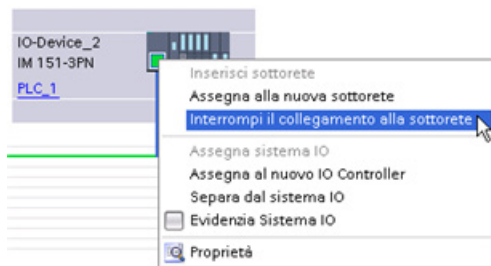 IO-Device_2
IM 151-3PN
PLC_1
Inserisci sottorete
Assegna alla nuova sottorete
Interrompi il collegamento alla sottorete
Assegna sistema IO
Assegna al nuovo IO Controller
Separa dal sistema IO
Evidenzia Sistema IO
Proprietà